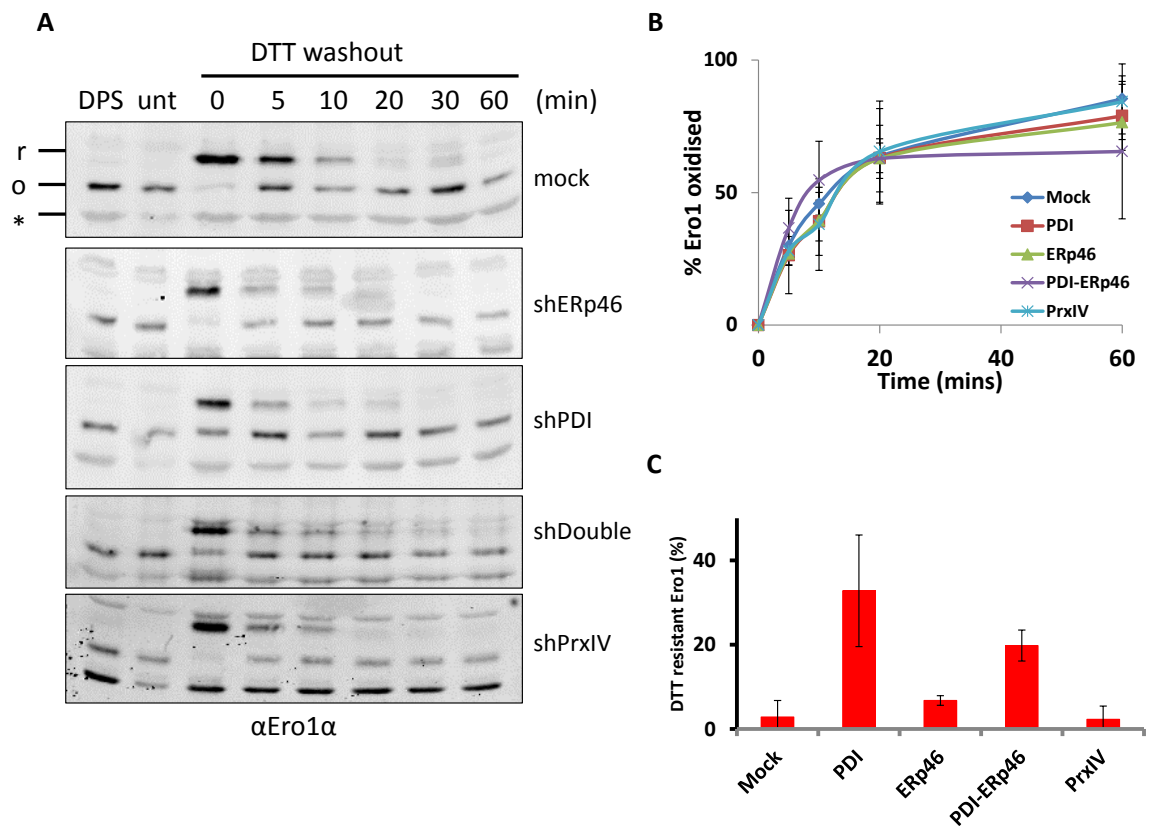 A
DTT washout
DPS unt 0 5 10 20 30 60 (min)
r
o
*
mock
shERp46
shPDI
shDouble
shPrxIV
αEro1α
B
% Ero1 oxidised
100
50
0
0 20 40 60
Time (mins)
Mock
PDI
ERp46
PDI-ERp46
PrxIV
C
DTT resistant Ero1 (%)
40
20
0
Mock
PDI
ERp46
PDI-ERp46
PrxIV